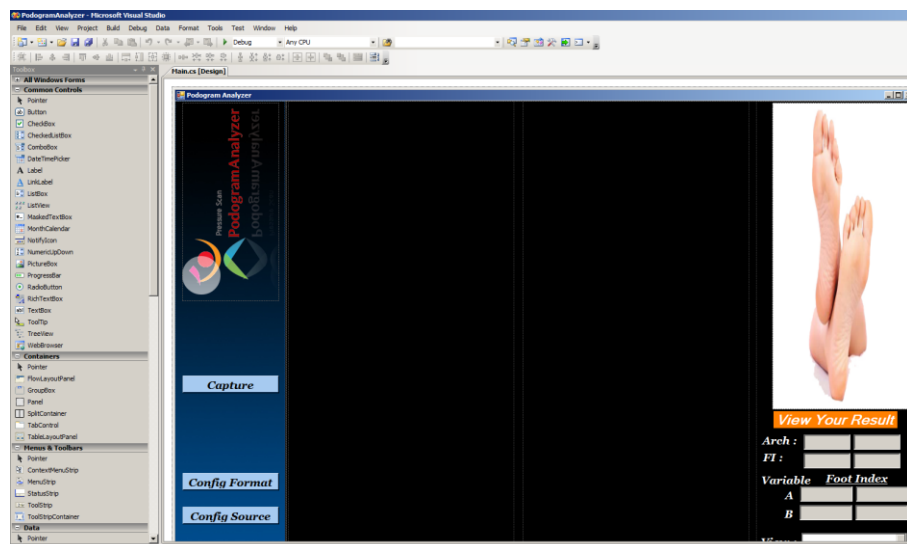 PodogramAnalyzer - Microsoft Visual Studio
File Edit View Project Build Debug Data Format Tools Test Window Help
Debug
Any CPU
Toolbox
Main.cs [Design]
All Windows Forms
Common Controls
Pointer
Button
CheckBox
CheckedListBox
ComboBox
DateTimePicker
Label
LinkLabel
ListBox
ListView
MaskedTextBox
MonthCalendar
NotifyIcon
NumericUpDown
PictureBox
ProgressBar
RadioButton
RichTextBox
TextBox
ToolTip
TreeView
WebBrowser
Containers
Pointer
FlowLayoutPanel
GroupBox
Panel
SplitContainer
TabControl
TableLayoutPanel
Menus & Toolbars
Pointer
ContextMenuStrip
MenuStrip
StatusStrip
ToolStrip
ToolStripContainer
Data
Pointer
Podogram Analyzer
Pressure Scan
PodogramAnalyzer
PodogramAnalyzer
Capture
Config Format
Config Source
View Your Result
Arch :
FI :
Variable Foot Index
A
B